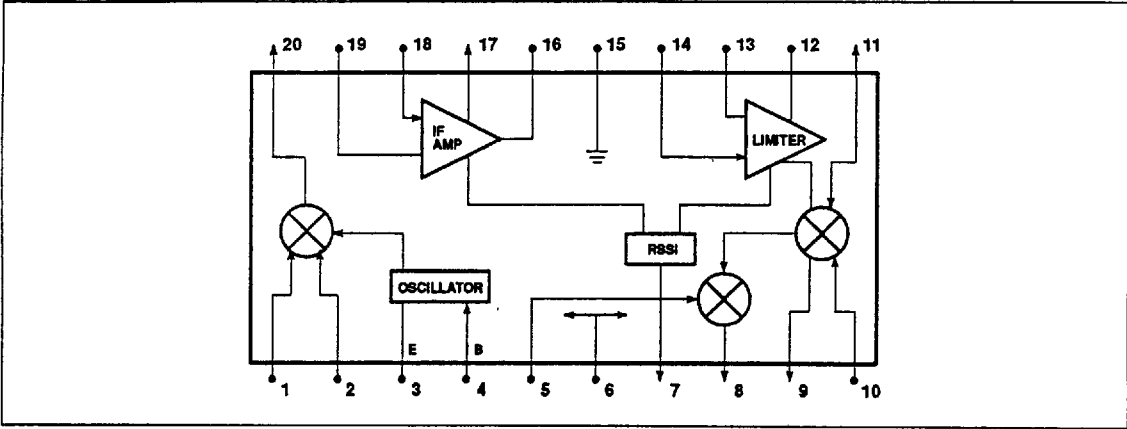 20 19 18 17 16 15 14 13 12 11
IF
AMP
LIMITER
RSSI
OSCILLATOR
E B
1 2 3 4 5 6 7 8 9 10